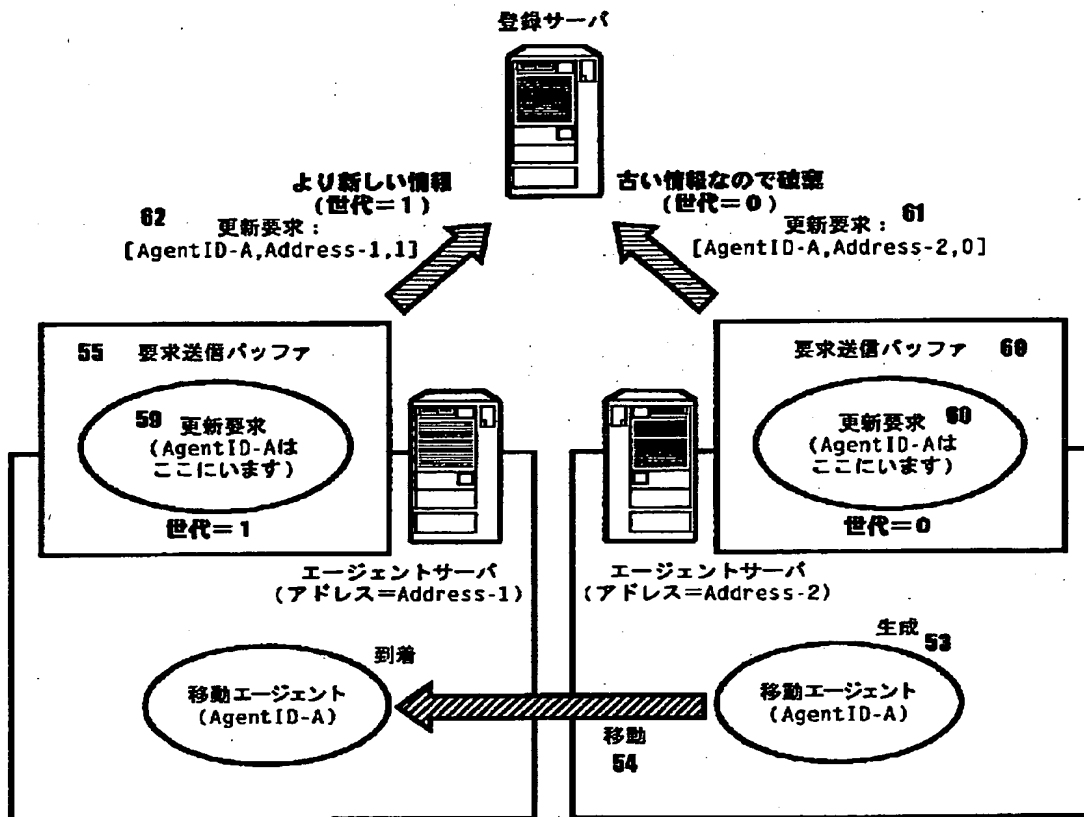 登録サーバ
より新しい情報
(世代=1)
古い情報なので破棄
(世代=0)
62 更新要求:
[AgentID-A,Address-1,1]
更新要求: 61
[AgentID-A,Address-2,0]
55 要求送信バッファ
59 更新要求
(AgentID-Aは
ここにいます)
世代=1
要求送信バッファ 60
更新要求 60
(AgentID-Aは
ここにいます)
世代=0
エージェントサーバ
(アドレス=Address-1)
エージェントサーバ
(アドレス=Address-2)
到着
移動エージェント
(AgentID-A)
生成 53
移動エージェント
(AgentID-A)
移動
54